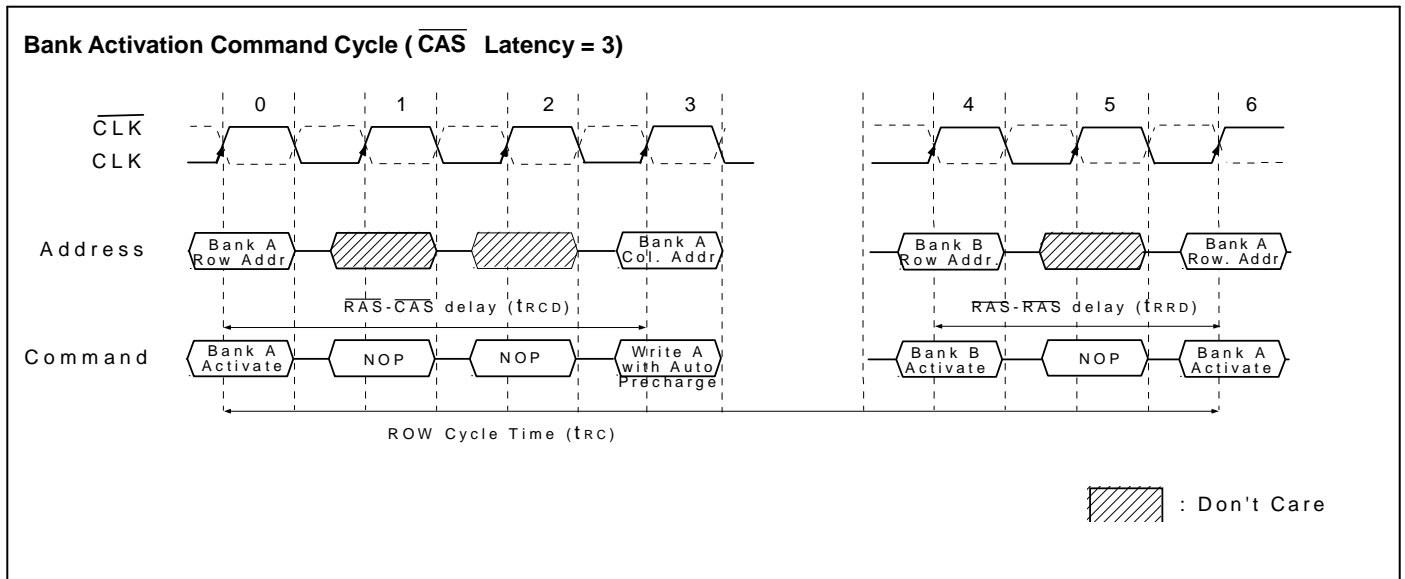 Bank Activation Command Cycle ( CAS Latency = 3)
0 1 2 3 4 5 6
CLK
CLK
Address
Bank A
Row Addr
Bank A
Col. Addr
Bank B
Row Addr.
Bank A
Row. Addr
RAS-CAS delay (tRCD)
RAS-RAS delay (tRRD)
Command
Bank A
Activate
NOP
NOP
Write A
with Auto
Precharge
Bank B
Activate
NOP
Bank A
Activate
ROW Cycle Time (tRC)
: Don't Care